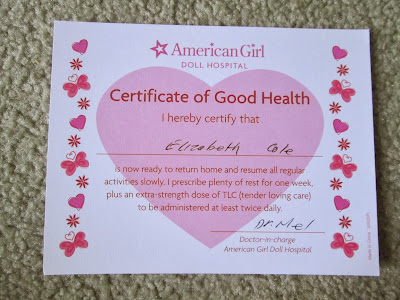 American Girl
DOLL HOSPITAL
Certificate of Good Health
I hereby certify that
Elizabeth Cole
is now ready to return home and resume all regular
activities slowly. I prescribe plenty of rest for one week,
plus an extra-strength dose of TLC (tender loving care)
to be administered at least twice daily.
Dr. Mel
Doctor-in-charge
American Girl Doll Hospital